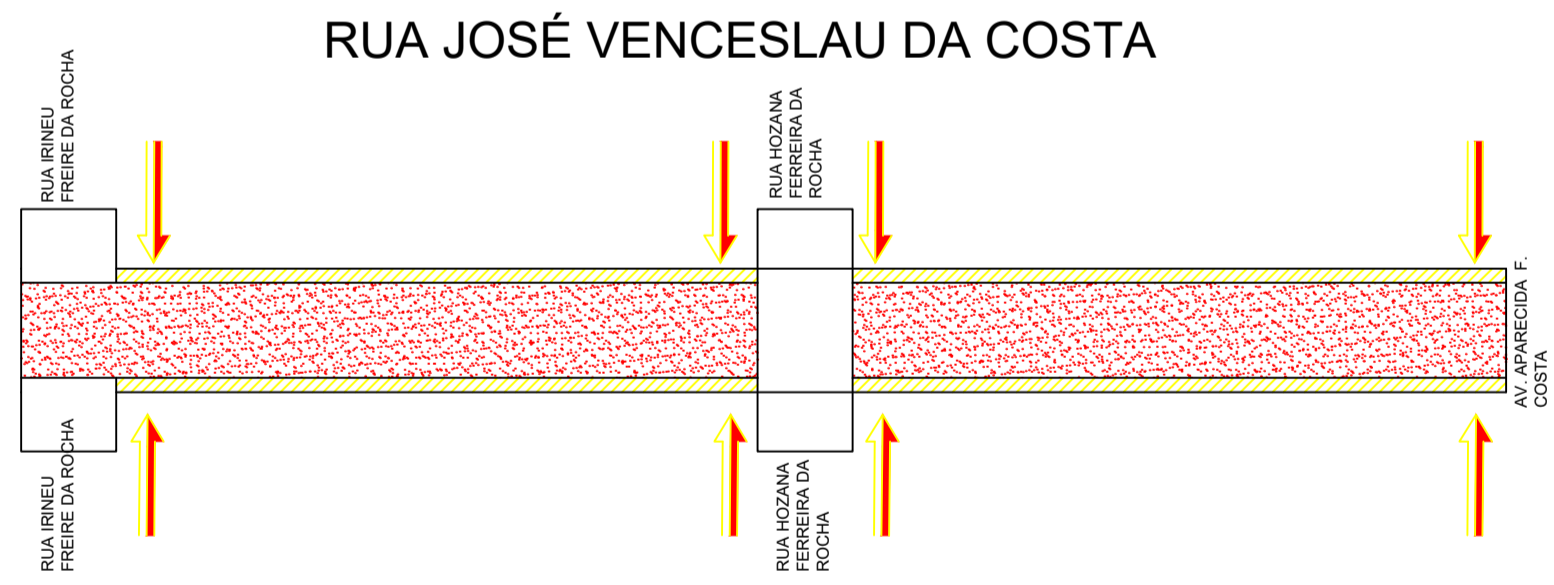 RUA JOSÉ VENCESLAU DA COSTA
RUA IRINEU
FREIRE DA ROCHA
RUA HOZANA
FERREIRA DA
ROCHA
AV. APARECIDA F.
COSTA
RUA IRINEU
FREIRE DA ROCHA
RUA HOZANA
FERREIRA DA
ROCHA